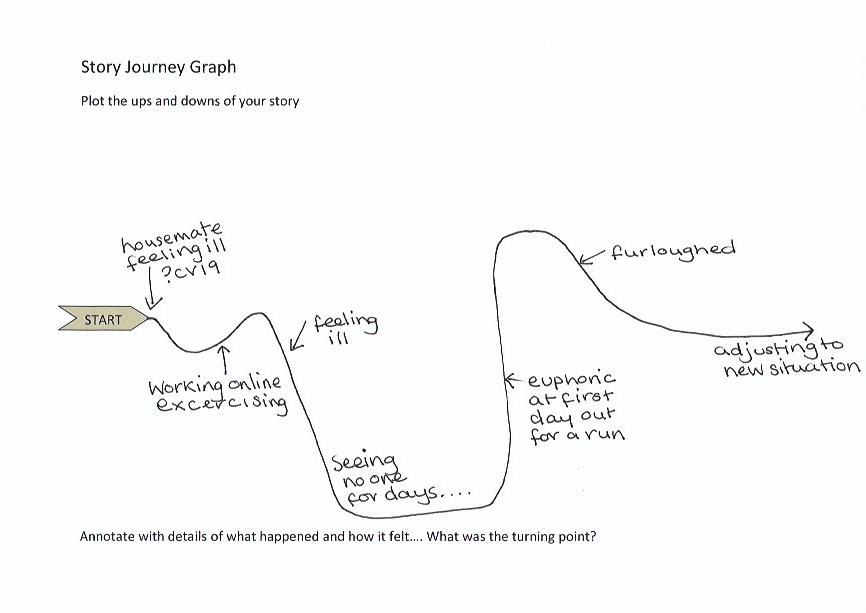 Story Journey Graph
Plot the ups and downs of your story
housemate
feeling ill
?cv19
START
feeling
ill
Working online
excercising
furloughed
adjusting to
new situation
euphoric
at first
day out
for a run
Seeing
no one
for days....
Annotate with details of what happened and how it felt.... What was the turning point?